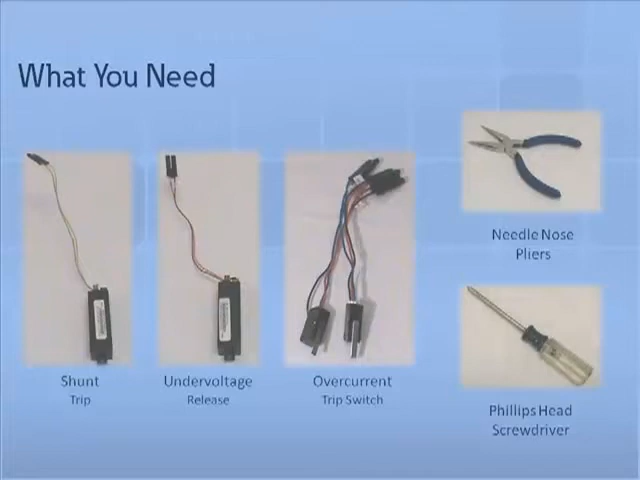 What You Need
Shunt
Trip
Undervoltage
Release
Overcurrent
Trip Switch
Needle Nose
Pliers
Phillips Head
Screwdriver